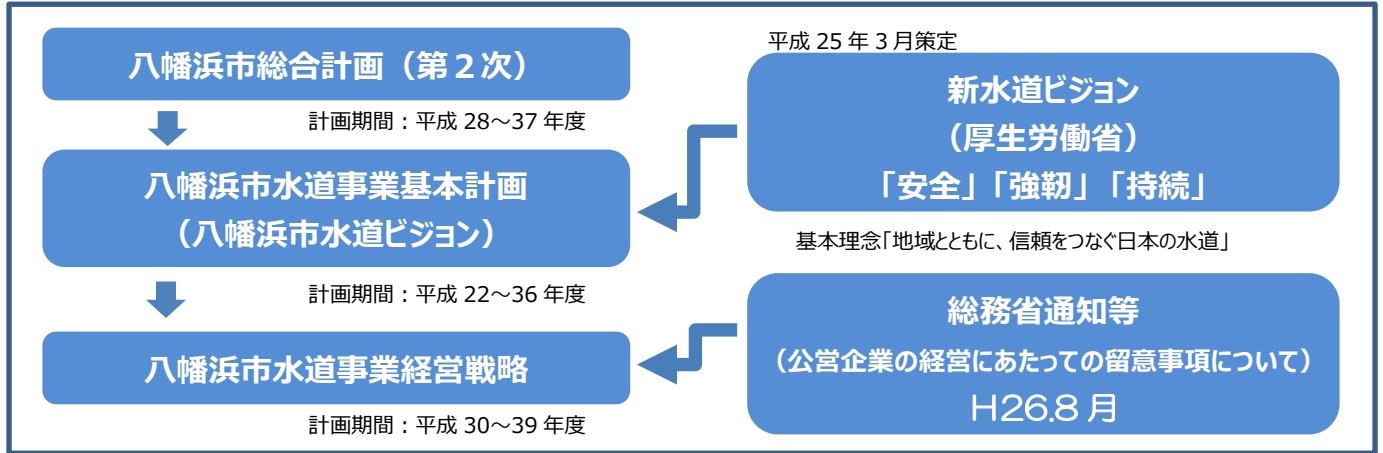 八幡浜市総合計画（第２次）
計画期間：平成 28～37 年度
八幡浜市水道事業基本計画
（八幡浜市水道ビジョン）
計画期間：平成 22～36 年度
八幡浜市水道事業経営戦略
計画期間：平成 30～39 年度
平成 25 年 3 月策定
新水道ビジョン
（厚生労働省）
「安全」「強靭」「持続」
基本理念「地域とともに、信頼をつなぐ日本の水道」
総務省通知等
（公営企業の経営にあたっての留意事項について）
H26.8 月